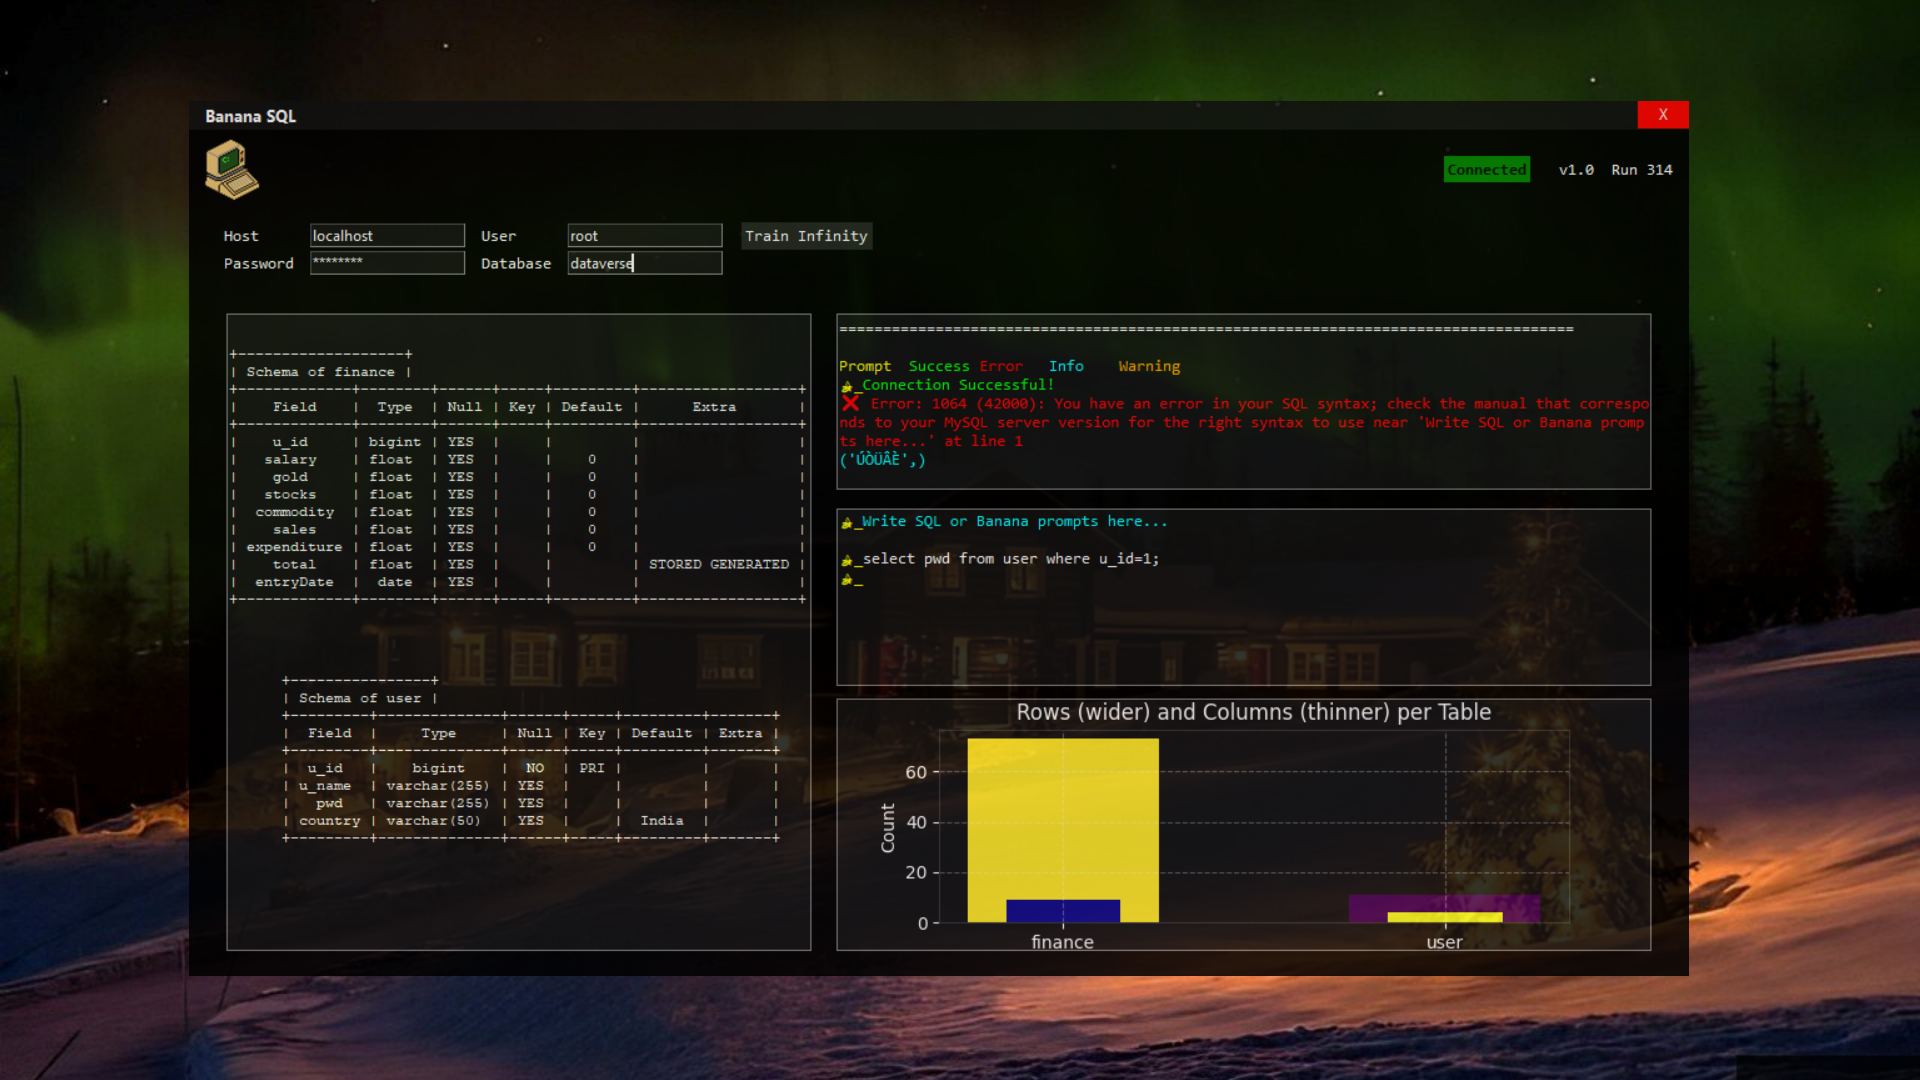 Banana SQL
X
Connected v1.0 Run 314
Host localhost User root Train Infinity
Password ******** Database dataverse
+-------------------+
| Schema of finance |
+-------------+--------+------+-----+---------+------------------+
| Field | Type | Null | Key | Default | Extra |
+-------------+--------+------+-----+---------+------------------+
| u_id | bigint | YES | | | |
| salary | float | YES | | 0 | |
| gold | float | YES | | 0 | |
| stocks | float | YES | | 0 | |
| commodity | float | YES | | 0 | |
| sales | float | YES | | 0 | |
| expenditure | float | YES | | 0 | |
| total | float | YES | | | STORED GENERATED |
| entryDate | date | YES | | | |
+-------------+--------+------+-----+---------+------------------+
+----------------+
| Schema of user |
+---------+--------------+------+-----+---------+-------+
| Field | Type | Null | Key | Default | Extra |
+---------+--------------+------+-----+---------+-------+
| u_id | bigint | NO | PRI | | |
| u_name | varchar(255) | YES | | | |
| pwd | varchar(255) | YES | | | |
| country | varchar(50) | YES | | India | |
+---------+--------------+------+-----+---------+-------+
====================================================================================
Prompt Success Error Info Warning
🍌_Connection Successful!
❌ Error: 1064 (42000): You have an error in your SQL syntax; check the manual that correspo
nds to your MySQL server version for the right syntax to use near 'Write SQL or Banana promp
ts here...' at line 1
('ÚÒÜÂÈ',)
🍌_Write SQL or Banana prompts here...
🍌_select pwd from user where u_id=1;
🍌_
Rows (wider) and Columns (thinner) per Table
Count
60
40
20
0
finance user